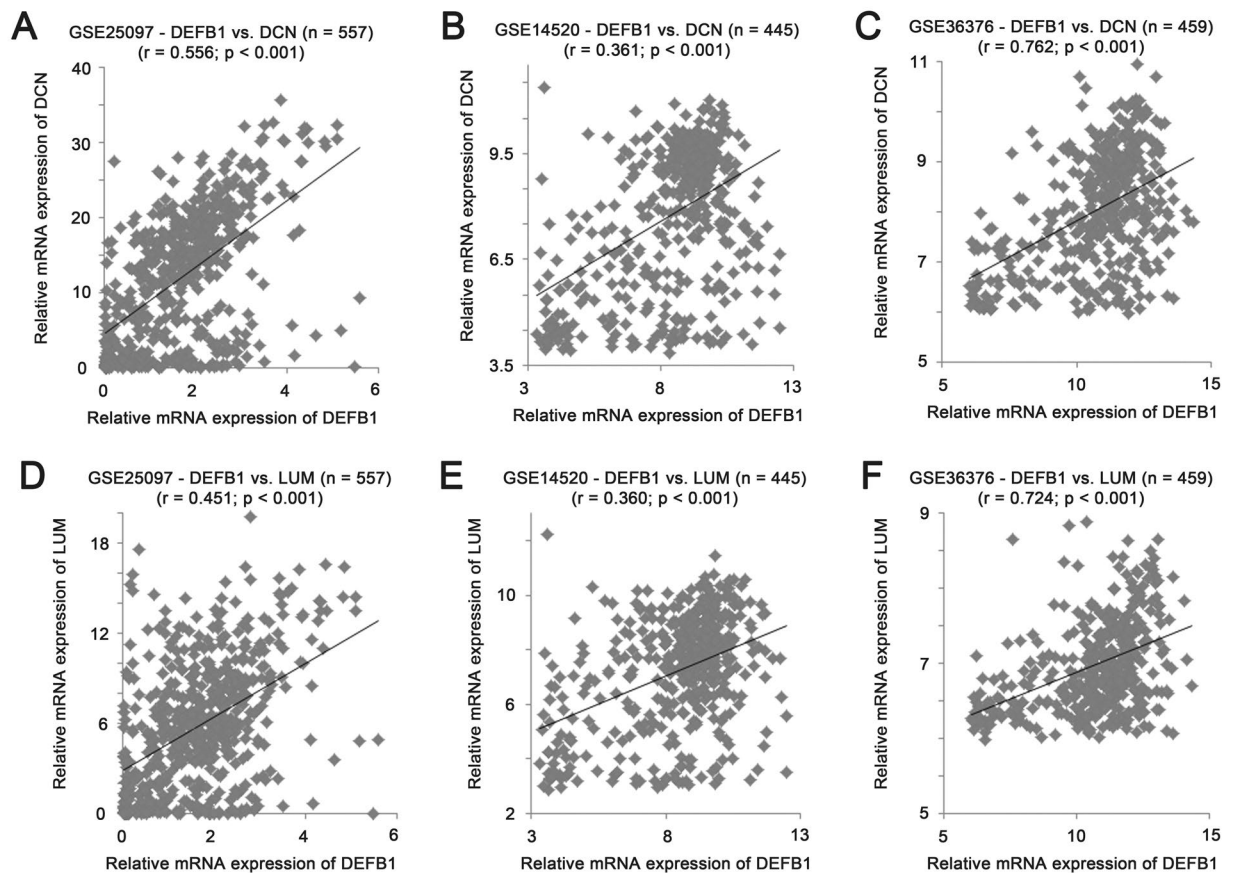 A
GSE25097 - DEFB1 vs. DCN (n = 557)
(r = 0.556; p < 0.001)
Relative mRNA expression of DCN
40
30
20
10
0
0 2 4 6
Relative mRNA expression of DEFB1
B
GSE14520 - DEFB1 vs. DCN (n = 445)
(r = 0.361; p < 0.001)
Relative mRNA expression of DCN
9.5
6.5
3.5
3 8 13
Relative mRNA expression of DEFB1
C
GSE36376 - DEFB1 vs. DCN (n = 459)
(r = 0.762; p < 0.001)
Relative mRNA expression of DCN
11
9
7
5
5 10 15
Relative mRNA expression of DEFB1
D
GSE25097 - DEFB1 vs. LUM (n = 557)
(r = 0.451; p < 0.001)
Relative mRNA expression of LUM
18
12
6
0
0 2 4 6
Relative mRNA expression of DEFB1
E
GSE14520 - DEFB1 vs. LUM (n = 445)
(r = 0.360; p < 0.001)
Relative mRNA expression of LUM
10
6
2
3 8 13
Relative mRNA expression of DEFB1
F
GSE36376 - DEFB1 vs. LUM (n = 459)
(r = 0.724; p < 0.001)
Relative mRNA expression of LUM
9
7
5
5 10 15
Relative mRNA expression of DEFB1